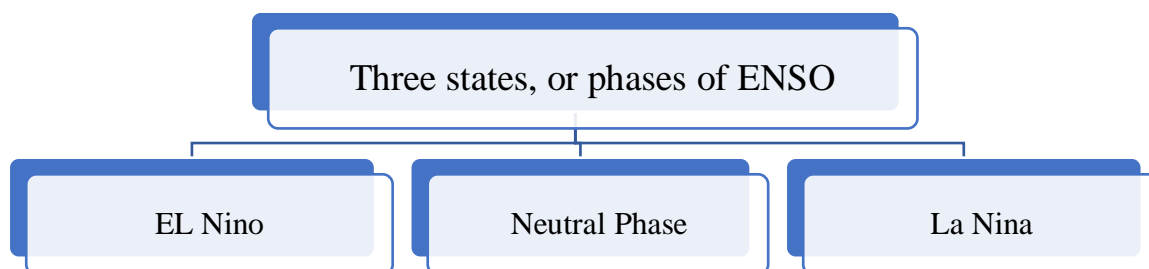 Three states, or phases of ENSO
EL Nino
Neutral Phase
La Nina